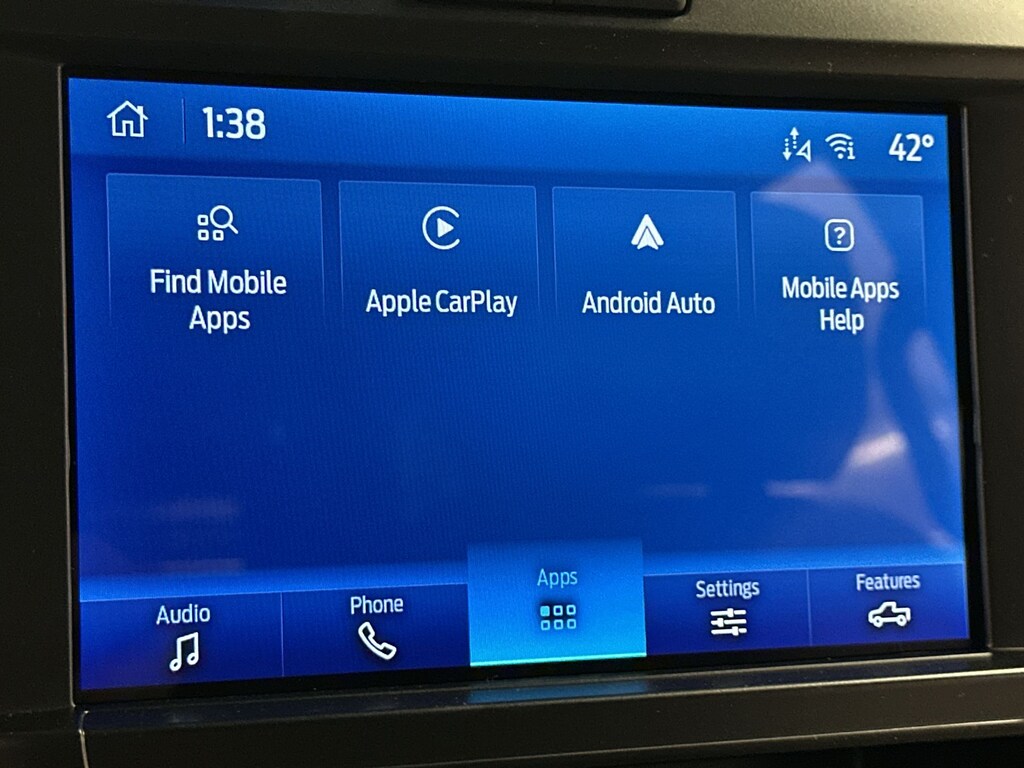 1:38
42°
Find Mobile
Apps
Apple CarPlay
Android Auto
Mobile Apps
Help
Audio
Phone
Apps
Settings
Features